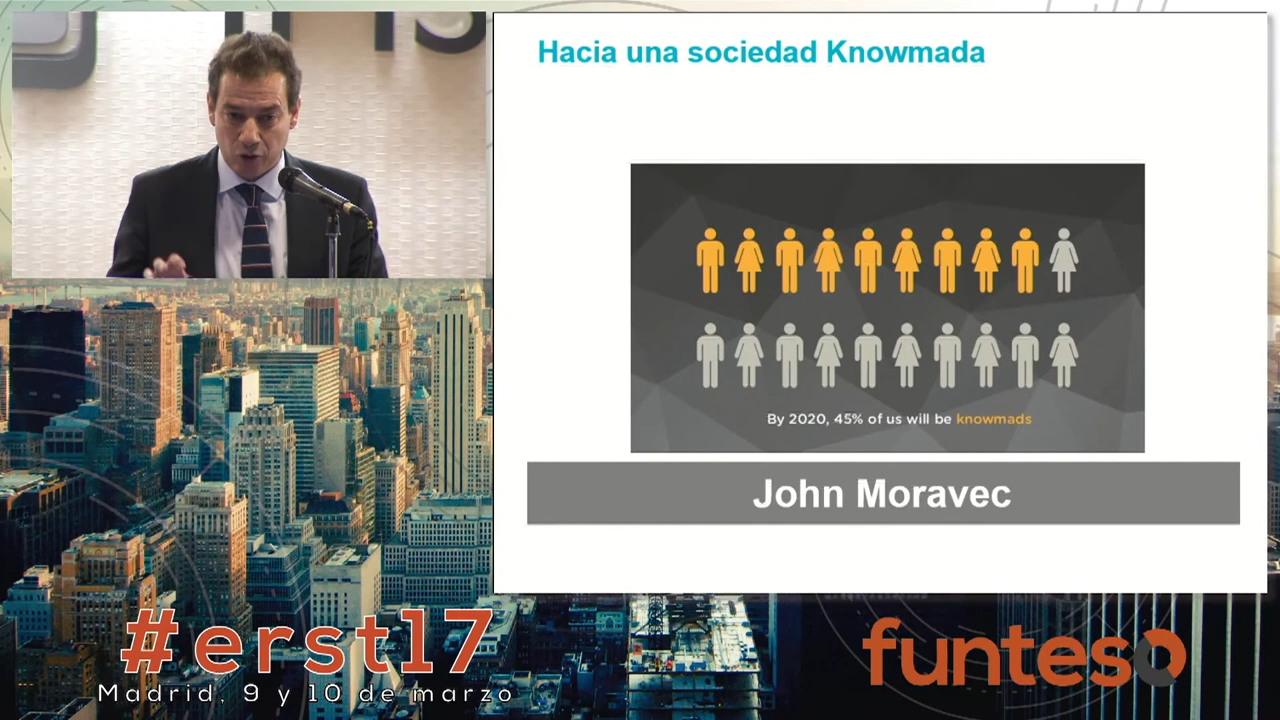 Hacia una sociedad Knowmada
By 2020, 45% of us will be knowmads
John Moravec
#erst17
Madrid, 9 y 10 de marzo
funteso